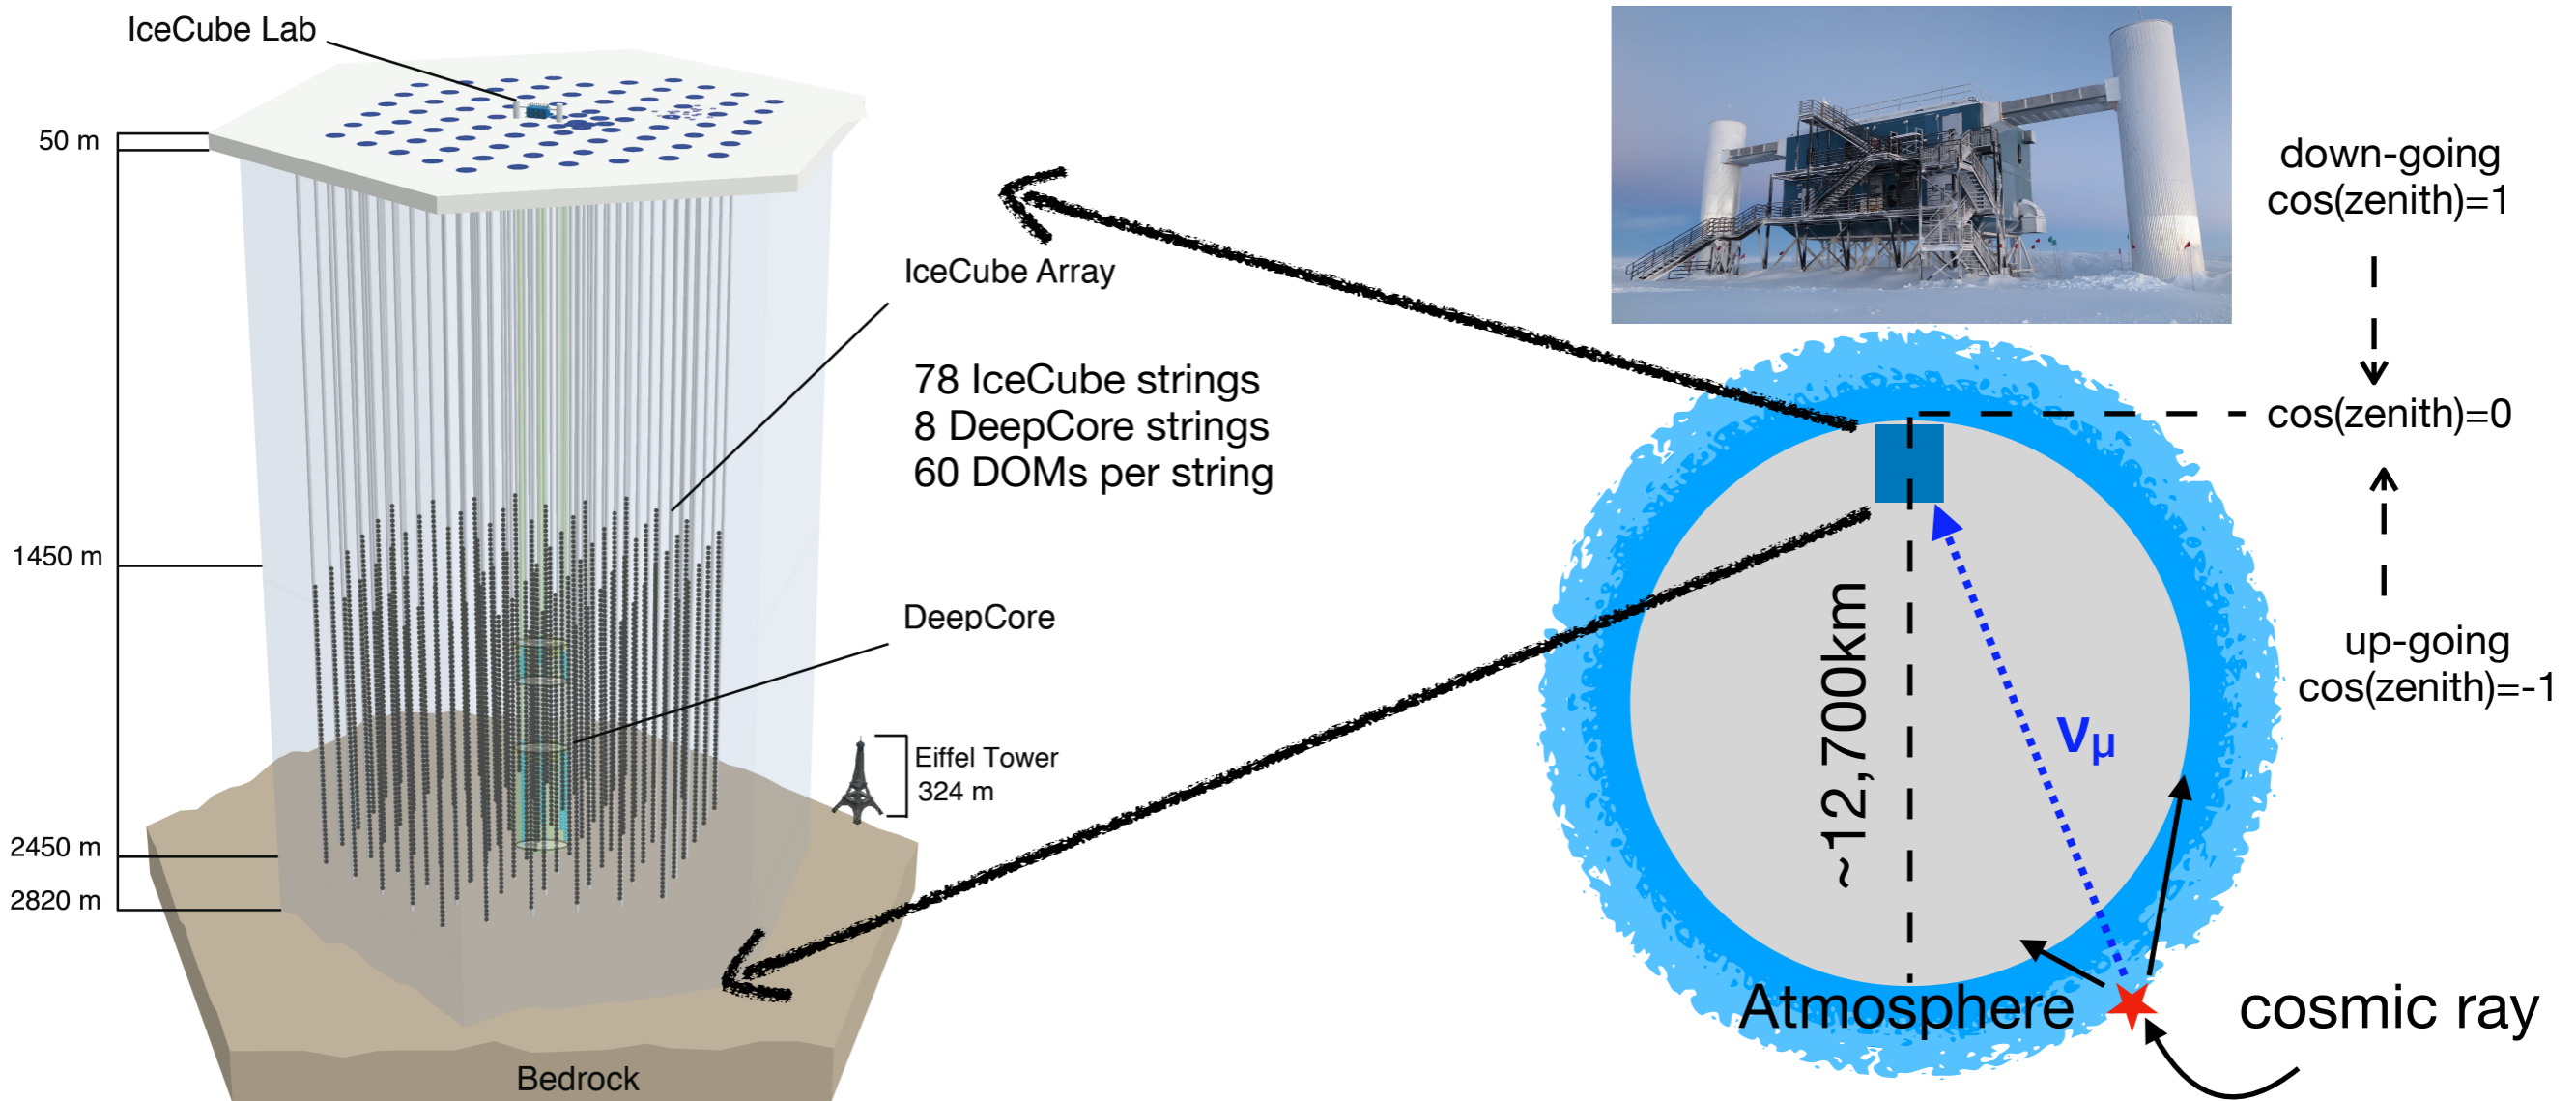 IceCube Lab
50 m
IceCube Array
78 IceCube strings
8 DeepCore strings
60 DOMs per string
1450 m
DeepCore
Eiffel Tower
324 m
2450 m
2820 m
Bedrock
down-going
cos(zenith)=1
cos(zenith)=0
up-going
cos(zenith)=-1
~12,700km
νμ
Atmosphere
cosmic ray